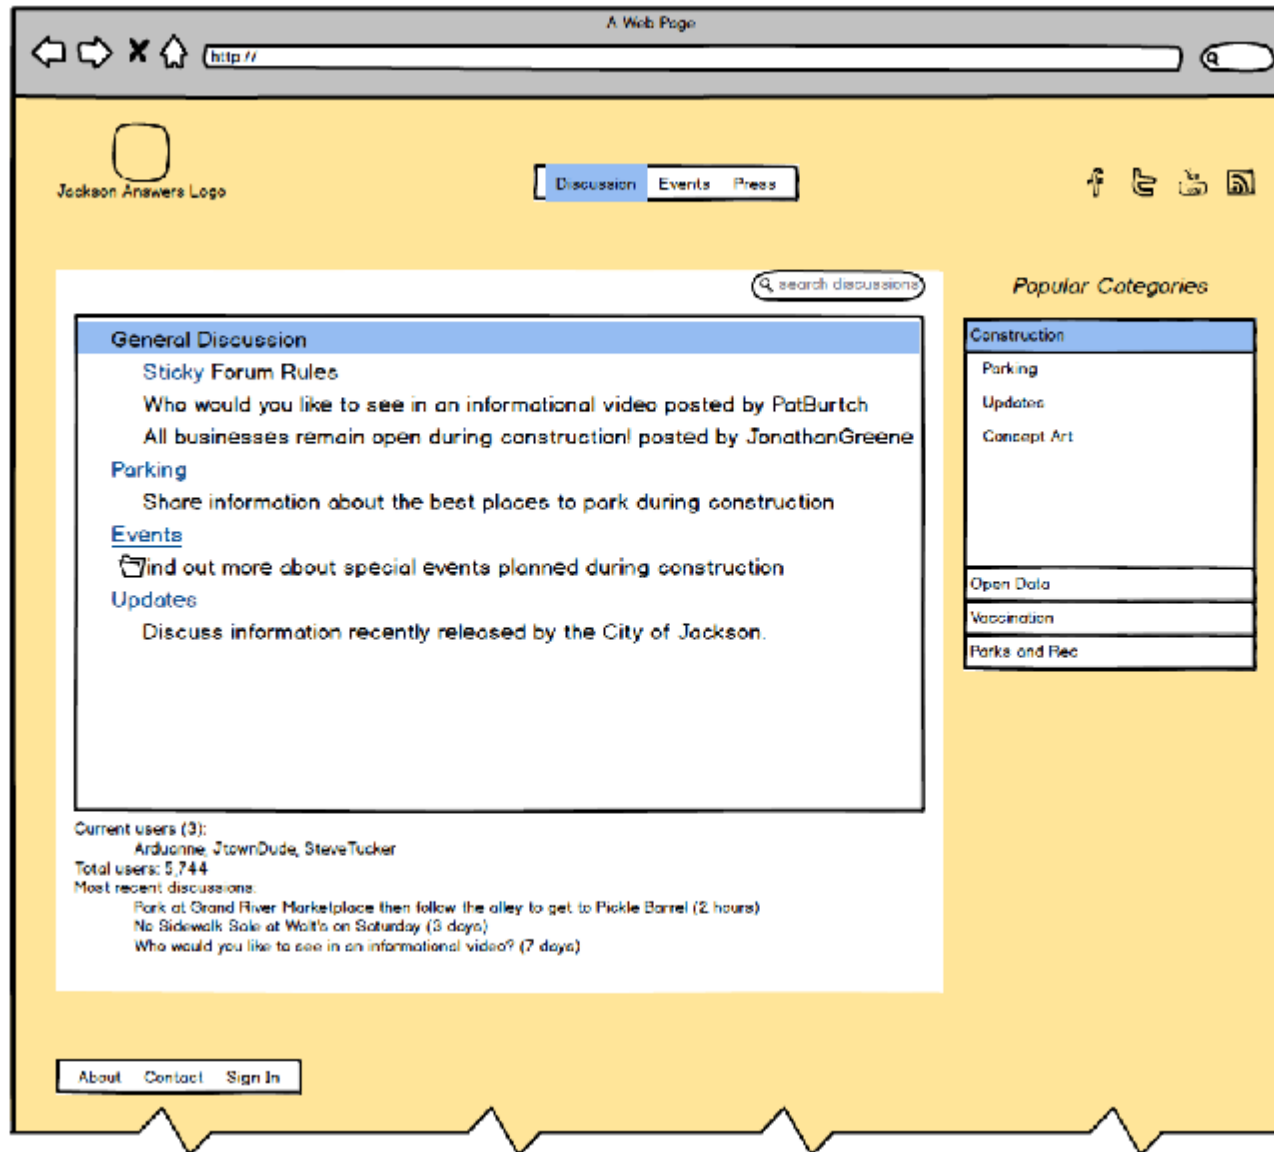 A Web Page
http://
Jackson Answers Logo
Discussion Events Press
search discussions
Popular Categories
General Discussion
Sticky Forum Rules
Who would you like to see in an informational video posted by PatBurtch
All businesses remain open during construction! posted by JonathanGreene
Parking
Share information about the best places to park during construction
Events
ind out more about special events planned during construction
Updates
Discuss information recently released by the City of Jackson.
Construction
Parking
Updates
Concept Art
Open Data
Vaccination
Parks and Rec
Current users (3):
Arduanne, JtownDude, SteveTucker
Total users: 5,744
Most recent discussions:
Park at Grand River Marketplace then follow the alley to get to Pickle Barrel (2 hours)
No Sidewalk Sale at Walt's on Saturday (3 days)
Who would you like to see in an informational video? (7 days)
About Contact Sign In